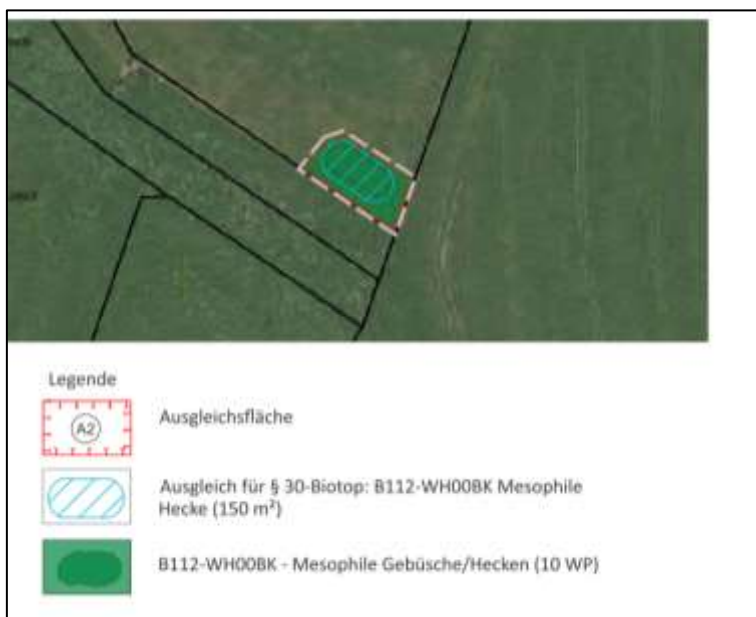 Legende
A2
Ausgleichsfläche
Ausgleich für § 30-Biotop: B112-WH00BK Mesophile
Hecke (150 m²)
B112-WH00BK - Mesophile Gebüsche/Hecken (10 WP)